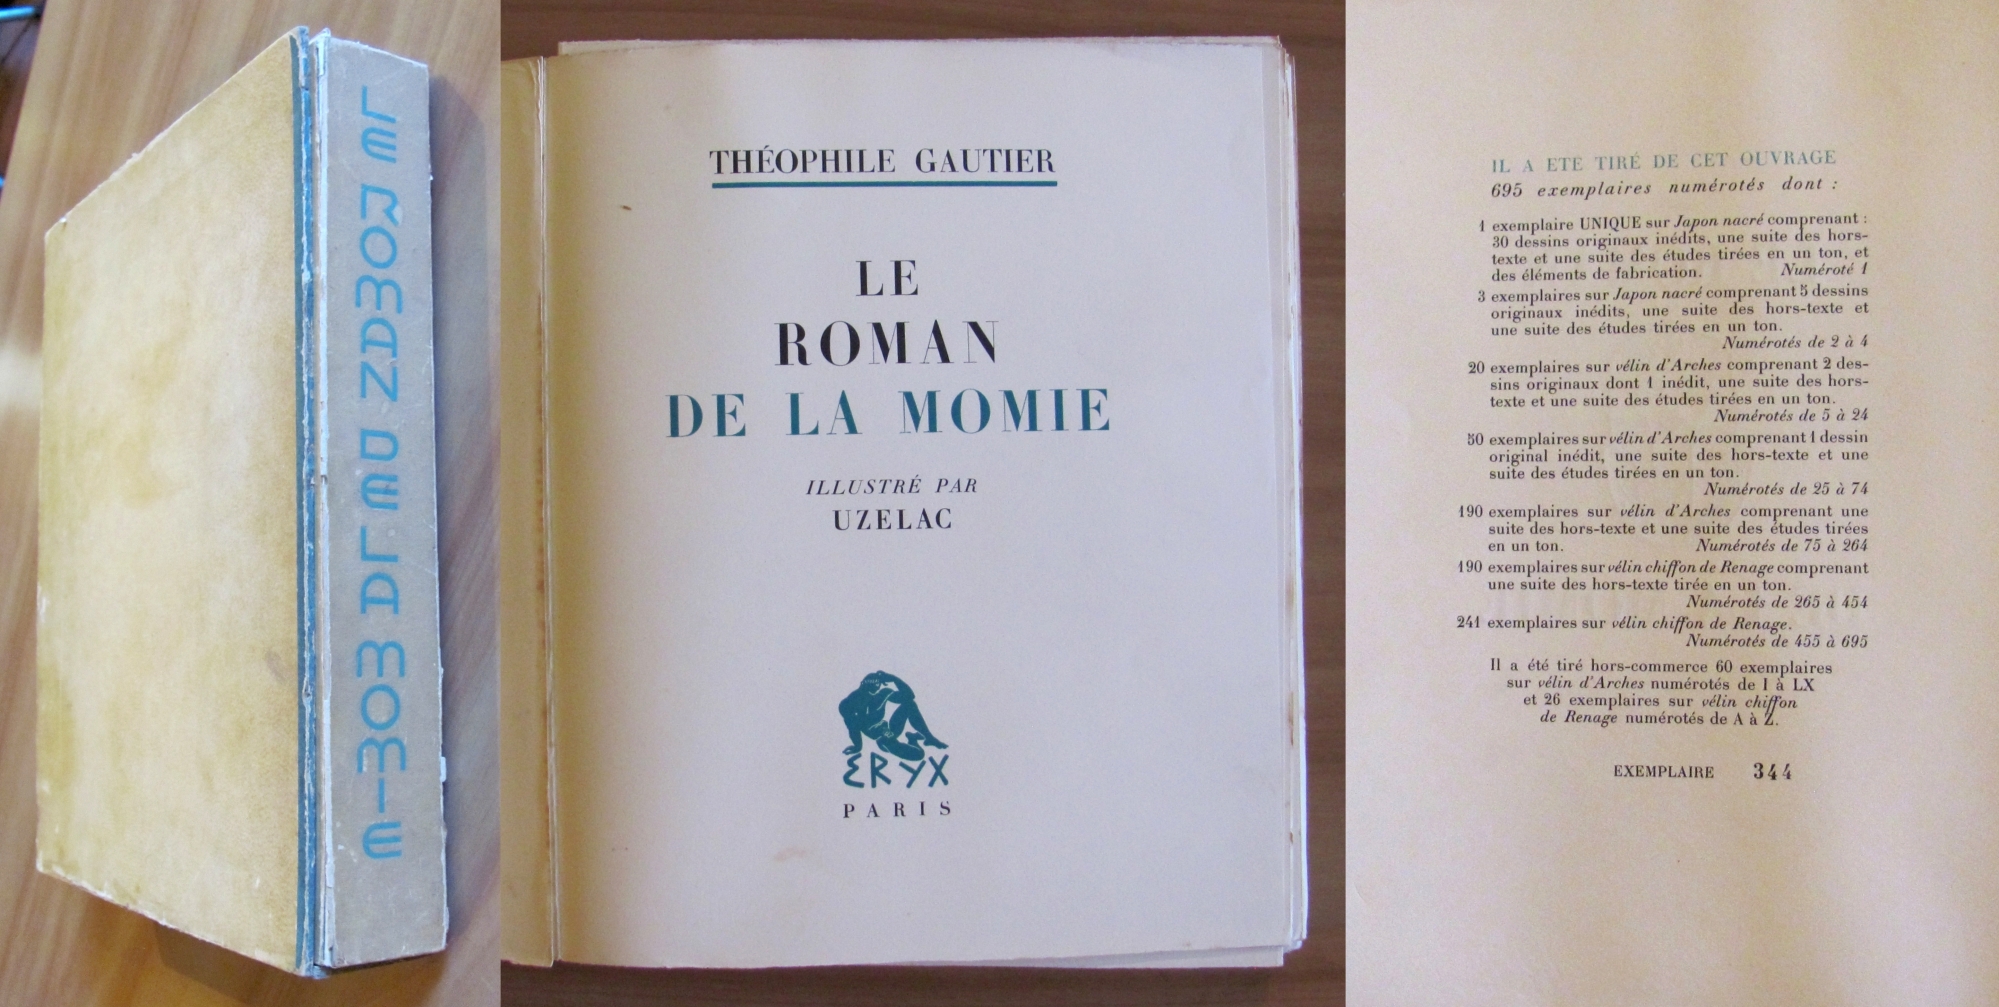 LE ROMAN DE LA MOMIE
THÉOPHILE GAUTIER
LE
ROMAN
DE LA MOMIE
ILLUSTRÉ PAR
UZELAC
ERYX
PARIS
IL A ETE TIRÉ DE CET OUVRAGE
695 exemplaires numérotés dont :
1 exemplaire UNIQUE sur Japon nacré comprenant :
30 dessins originaux inédits, une suite des hors-
texte et une suite des études tirées en un ton, et
des éléments de fabrication. Numéroté 1
3 exemplaires sur Japon nacré comprenant 5 dessins
originaux inédits, une suite des hors-texte et
une suite des études tirées en un ton.
Numérotés de 2 à 4
20 exemplaires sur vélin d'Arches comprenant 2 des-
sins originaux dont 1 inédit, une suite des hors-
texte et une suite des études tirées en un ton.
Numérotés de 5 à 24
50 exemplaires sur vélin d'Arches comprenant 1 dessin
original inédit, une suite des hors-texte et une
suite des études tirées en un ton.
Numérotés de 25 à 74
190 exemplaires sur vélin d'Arches comprenant une
suite des hors-texte et une suite des études tirées
en un ton. Numérotés de 75 à 264
190 exemplaires sur vélin chiffon de Renage comprenant
une suite des hors-texte tirée en un ton.
Numérotés de 265 à 454
241 exemplaires sur vélin chiffon de Renage.
Numérotés de 455 à 695
Il a été tiré hors-commerce 60 exemplaires
sur vélin d'Arches numérotés de I à LX
et 26 exemplaires sur vélin chiffon
de Renage numérotés de A à Z.
EXEMPLAIRE 344